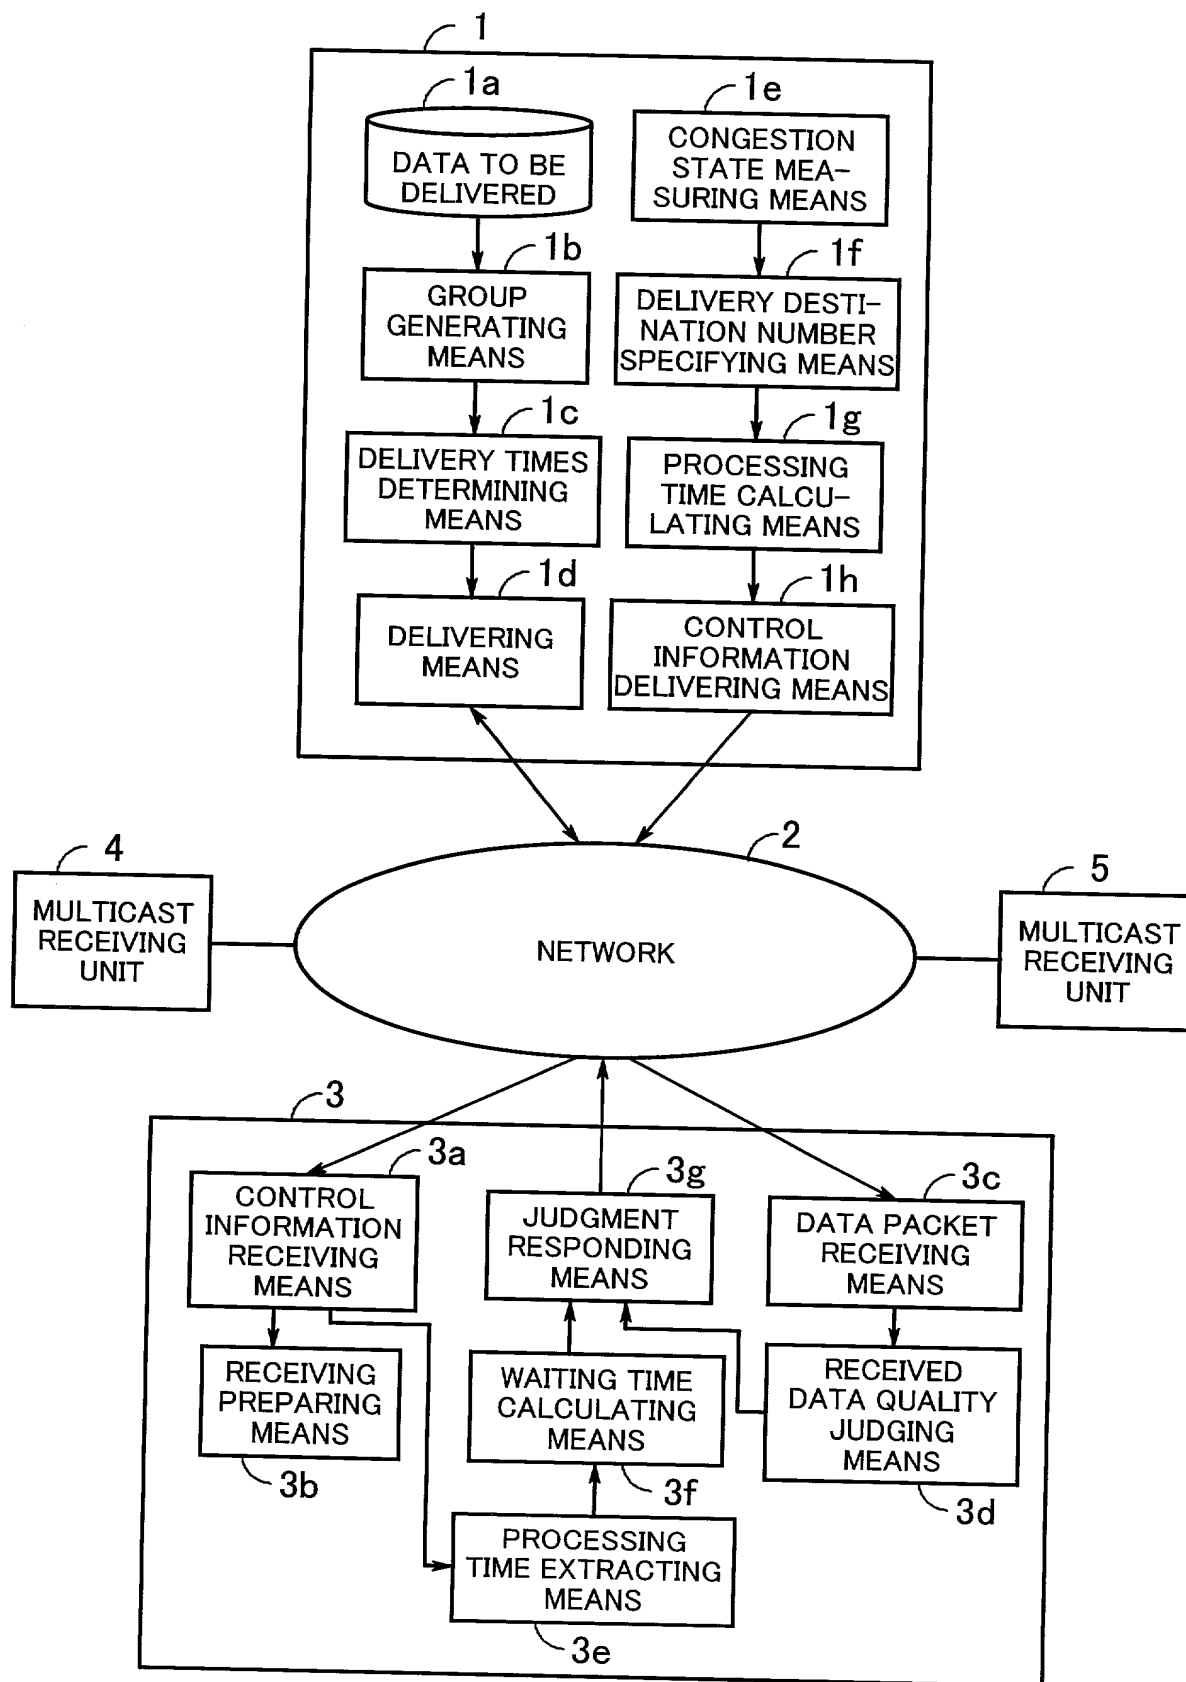 1
1a
DATA TO BE
DELIVERED
1e
CONGESTION
STATE MEA-
SURING MEANS
1b
GROUP
GENERATING
MEANS
1f
DELIVERY DESTI-
NATION NUMBER
SPECIFYING MEANS
1c
DELIVERY TIMES
DETERMINING
MEANS
1g
PROCESSING
TIME CALCU-
LATING MEANS
1d
DELIVERING
MEANS
1h
CONTROL
INFORMATION
DELIVERING MEANS
2
NETWORK
4
MULTICAST
RECEIVING
UNIT
5
MULTICAST
RECEIVING
UNIT
3
3a
CONTROL
INFORMATION
RECEIVING
MEANS
3g
JUDGMENT
RESPONDING
MEANS
3c
DATA PACKET
RECEIVING
MEANS
RECEIVING
PREPARING
MEANS
3b
WAITING TIME
CALCULATING
MEANS
3f
RECEIVED
DATA QUALITY
JUDGING
MEANS
3d
PROCESSING
TIME EXTRACTING
MEANS
3e